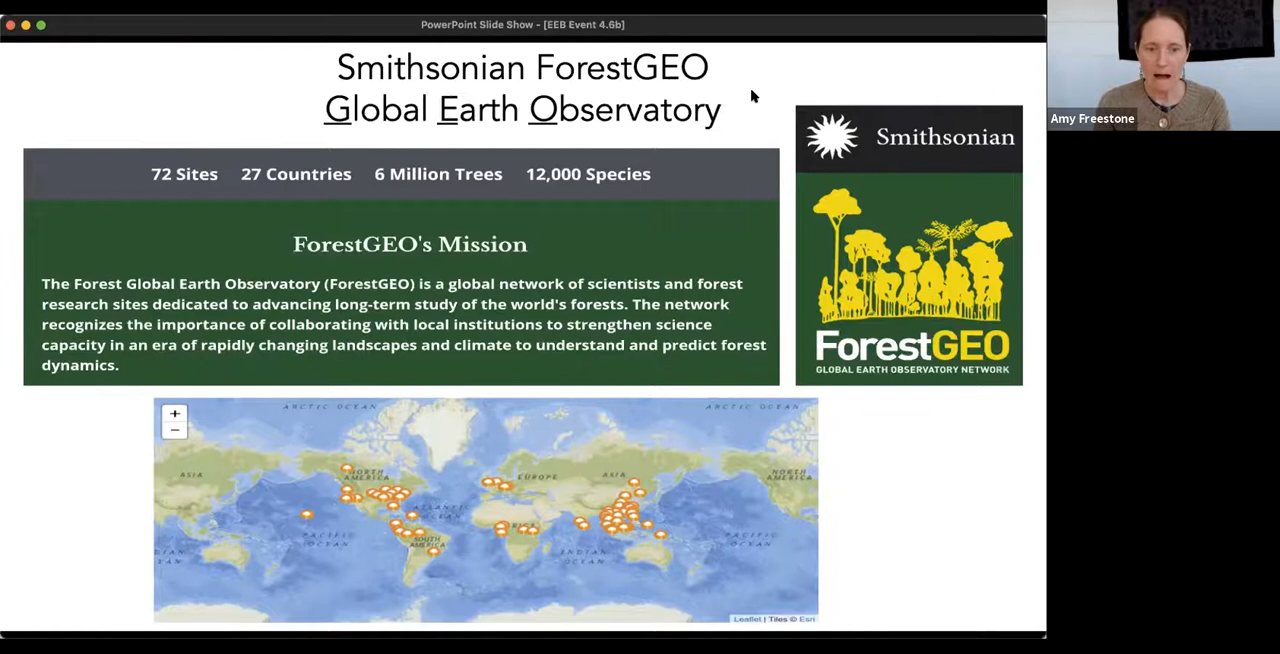 PowerPoint Slide Show - [EEB Event 4.6b]
Smithsonian ForestGEO
Global Earth Observatory
72 Sites 27 Countries 6 Million Trees 12,000 Species
ForestGEO's Mission
The Forest Global Earth Observatory (ForestGEO) is a global network of scientists and forest
research sites dedicated to advancing long-term study of the world's forests. The network
recognizes the importance of collaborating with local institutions to strengthen science
capacity in an era of rapidly changing landscapes and climate to understand and predict forest
dynamics.
Smithsonian
ForestGEO
GLOBAL EARTH OBSERVATORY NETWORK
Amy Freestone
+
−
ARCTIC OCEAN
ARCTIC OCEAN
ASIA
NORTH
AMERICA
EUROPE
ASIA
NORTH
AMERICA
PACIFIC
OCEAN
SOUTH
AMERICA
INDIAN
OCEAN
PACIFIC
OCEAN
Leaflet | Tiles © Esri